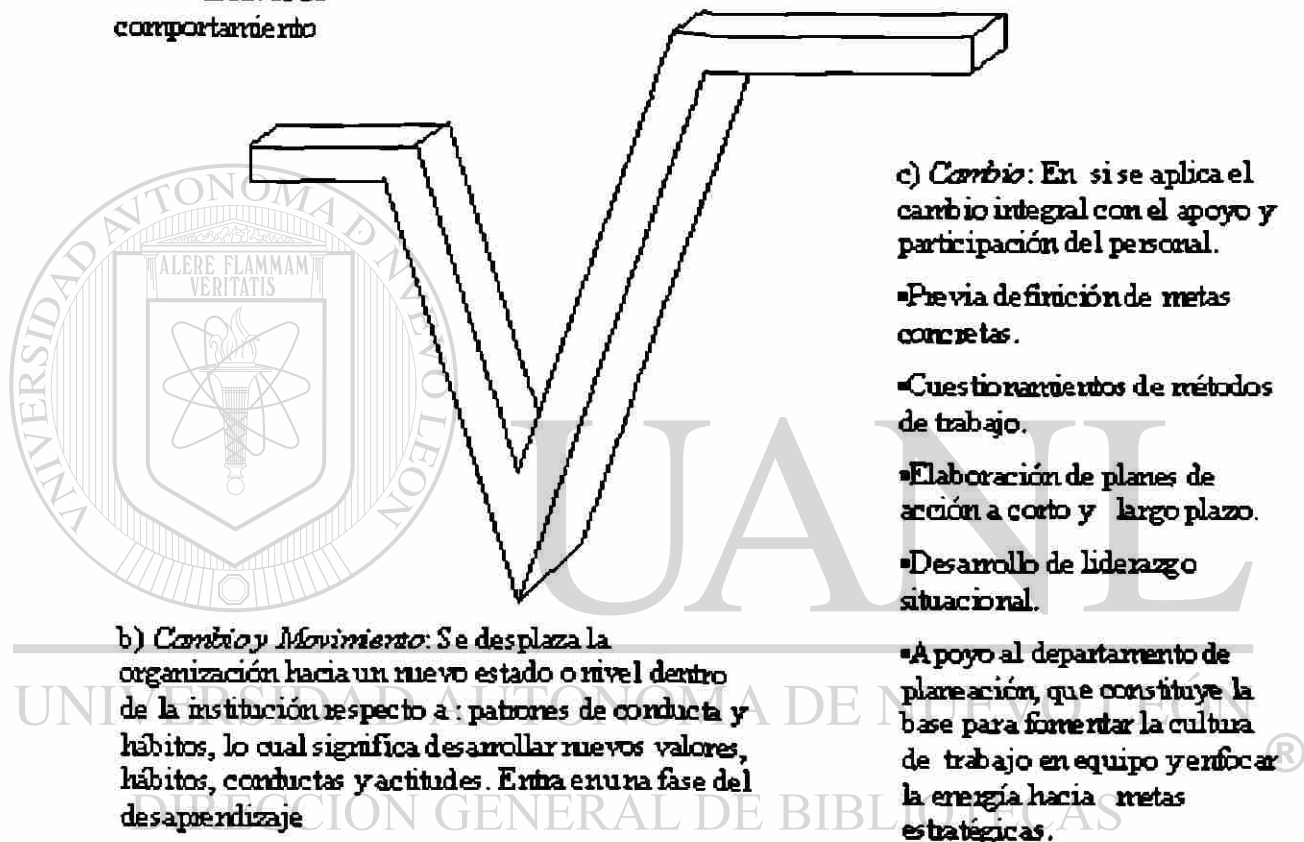 comportamiento
c) Cambio: En si se aplica el
cambio integral con el apoyo y
participación del personal.
▪Previa definición de metas
concretas.
▪Cuestionamientos de métodos
de trabajo.
▪Elaboración de planes de
acción a corto y largo plazo.
▪Desarrollo de liderazgo
situacional.
▪Apoyo al departamento de
planeación, que constituye la
base para fomentar la cultura
de trabajo en equipo y enfocar
la energía hacia metas
estratégicas.
b) Cambio y Movimiento: Se desplaza la
organización hacia un nuevo estado o nivel dentro
de la institución respecto a : patrones de conducta y
hábitos, lo cual significa desarrollar nuevos valores,
hábitos, conductas y actitudes. Entra en una fase del
desaprendizaje
UNIVERSIDAD AVTONOMA DE NVEVO LEON
ALERE FLAMMAM
VERITATIS
UANL
UNIVERSIDAD AUTÓNOMA DE NUEVO LEÓN
®
DIRECCIÓN GENERAL DE BIBLIOTECAS